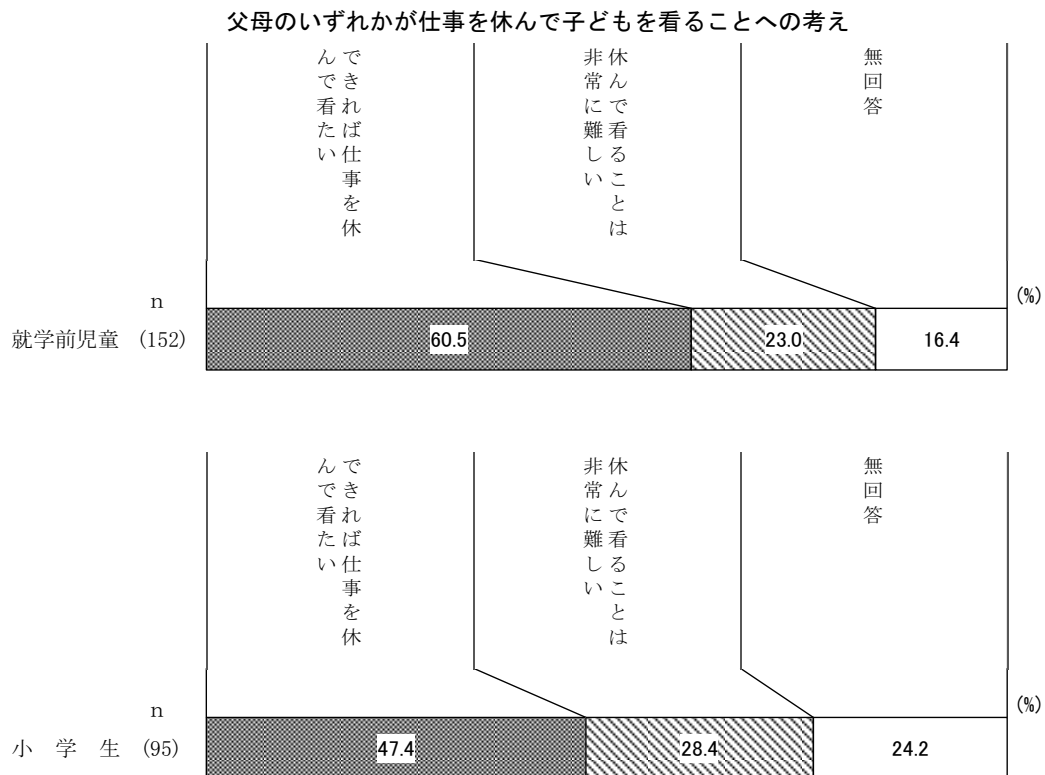 父母のいずれかが仕事を休んで子どもを看ることへの考え
できれば仕事を休
んで看たい
休んで看ることは
非常に難しい
無回答
(%)
n
就学前児童 (152)
60.5
23.0
16.4
できれば仕事を休
んで看たい
休んで看ることは
非常に難しい
無回答
(%)
n
小学生 (95)
47.4
28.4
24.2